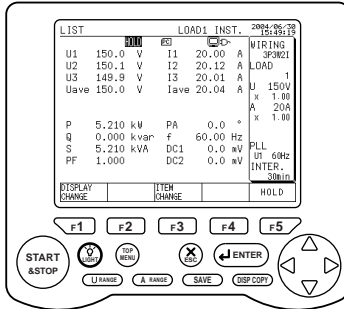 LIST LOAD1 INST. 2004/06/30 15:49:19
HOLD PC
U1 150.0 V I1 20.00 A
U2 150.1 V I2 20.12 A
U3 149.9 V I3 20.01 A
Uave 150.0 V Iave 20.04 A
P 5.210 kW PA 0.0 °
Q 0.000 kvar f 60.00 Hz
S 5.210 kVA DC1 0.0 mV
PF 1.000 DC2 0.0 mV
WIRING
3P3W2I
LOAD
1
U 150V
x 1.00
A 20A
x 1.00
PLL
U1 60Hz
INTER.
30min
DISPLAY CHANGE
ITEM CHANGE
HOLD
F1 F2 F3 F4 F5
START &STOP
LIGHT
TOP MENU
ESC
ENTER
U RANGE
A RANGE
SAVE
DISP COPY